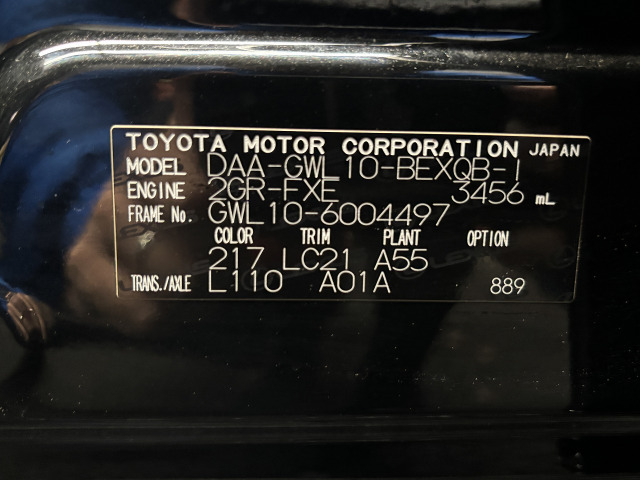 TOYOTA MOTOR CORPORATION JAPAN
MODEL DAA-GWL10-BEXQB-I
ENGINE 2GR-FXE 3456 mL
FRAME No. GWL10-6004497
COLOR TRIM PLANT OPTION
217 LC21 A55
TRANS./AXLE L110 A01A 889